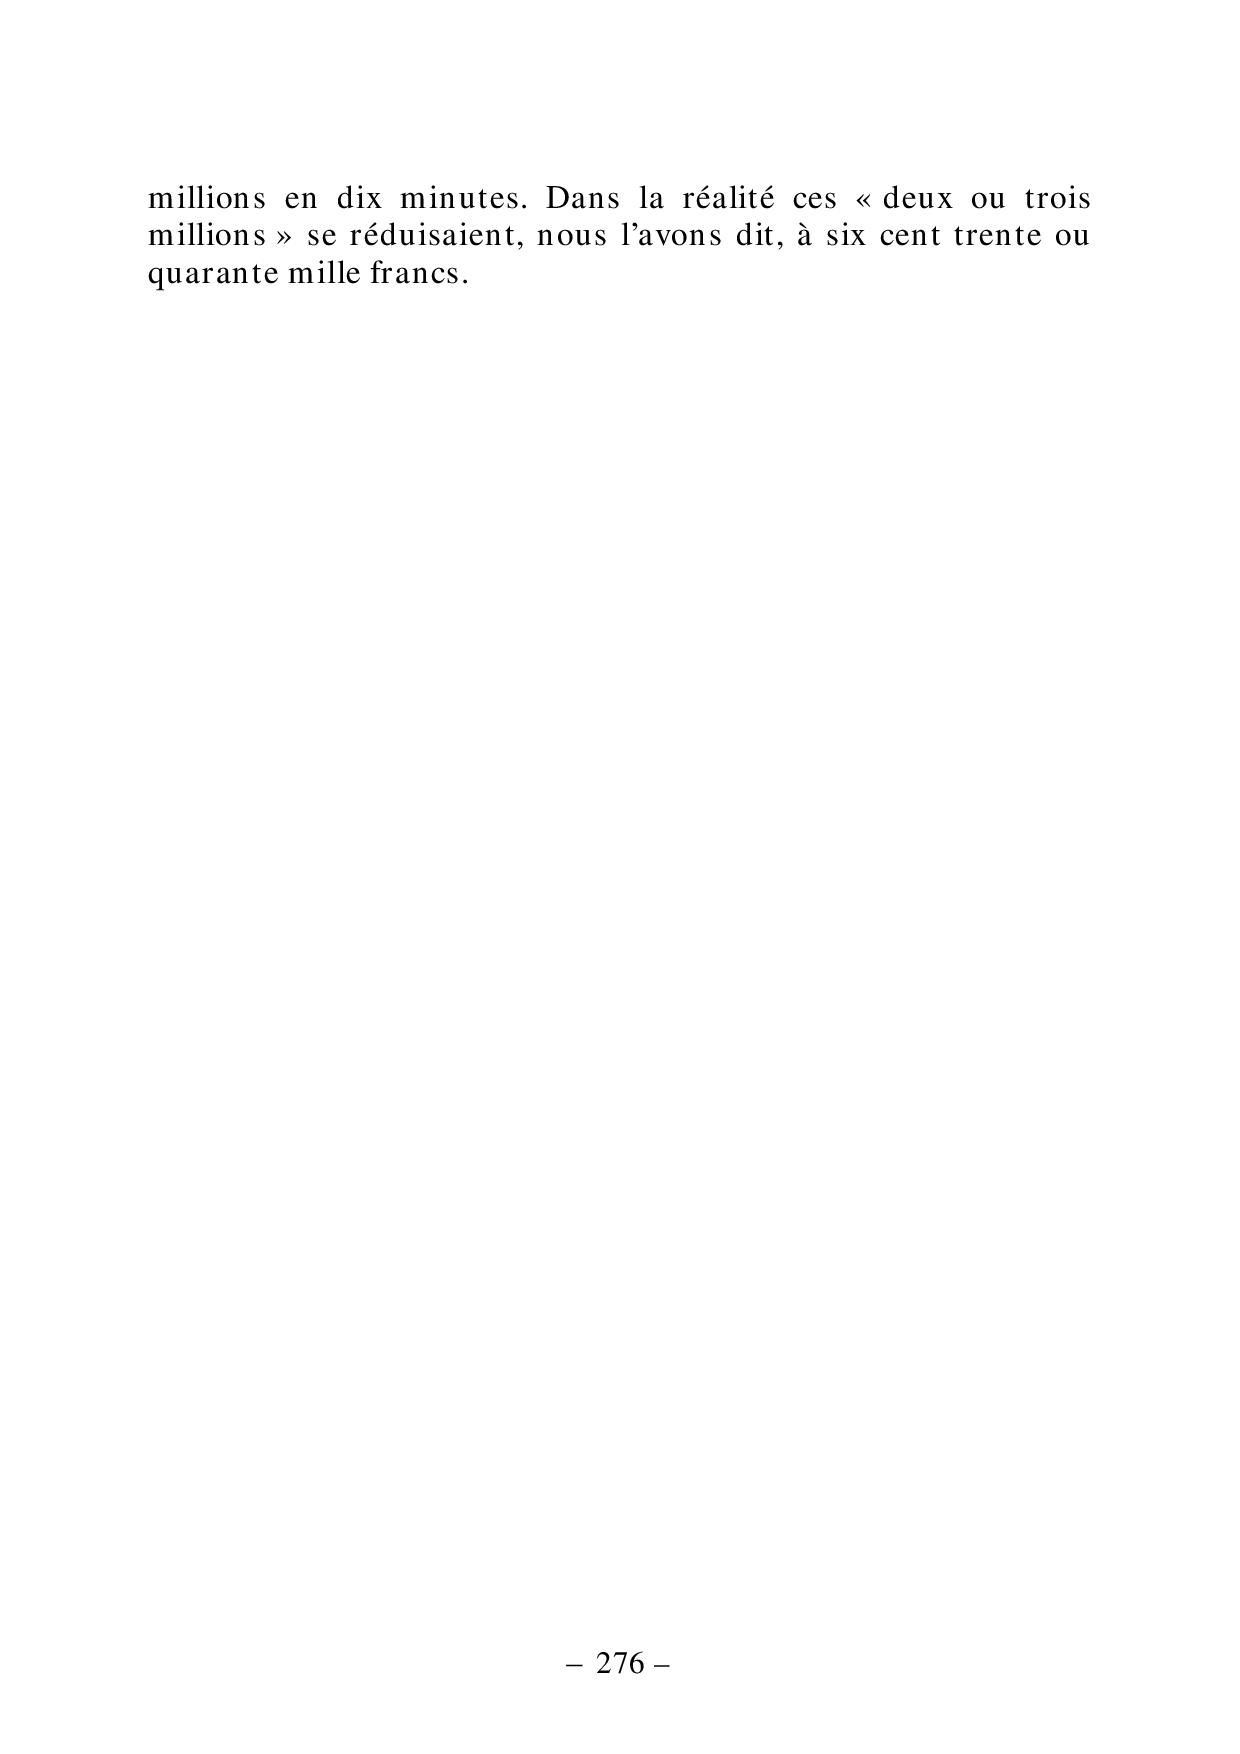 millions en dix minutes. Dans la réalité ces « deux ou trois
millions » se réduisaient, nous l’avons dit, à six cent trente ou
quarante mille francs.
– 276 –